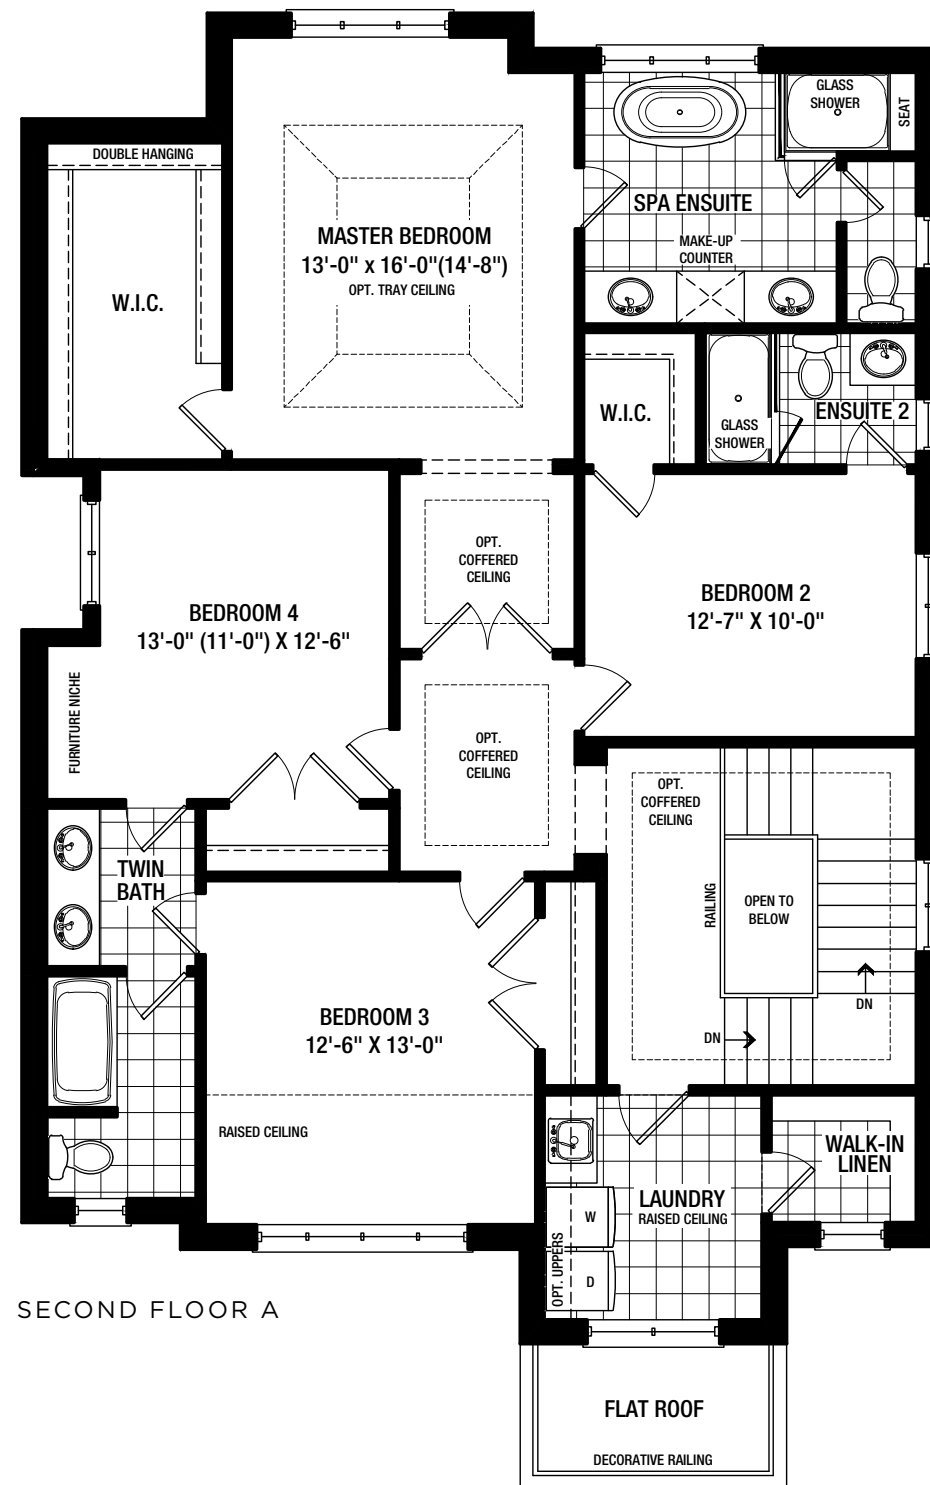 GLASS
SHOWER
SEAT
DOUBLE HANGING
SPA ENSUITE
MASTER BEDROOM
13'-0" x 16'-0"(14'-8")
OPT. TRAY CEILING
MAKE-UP
COUNTER
W.I.C.
W.I.C.
GLASS
SHOWER
ENSUITE 2
OPT.
COFFERED
CEILING
BEDROOM 2
12'-7" X 10'-0"
BEDROOM 4
13'-0" (11'-0") X 12'-6"
FURNITURE NICHE
OPT.
COFFERED
CEILING
OPT.
COFFERED
CEILING
TWIN
BATH
RAILING
OPEN TO
BELOW
DN
DN
BEDROOM 3
12'-6" X 13'-0"
RAISED CEILING
WALK-IN
LINEN
LAUNDRY
RAISED CEILING
W
D
OPT. UPPERS
SECOND FLOOR A
FLAT ROOF
DECORATIVE RAILING